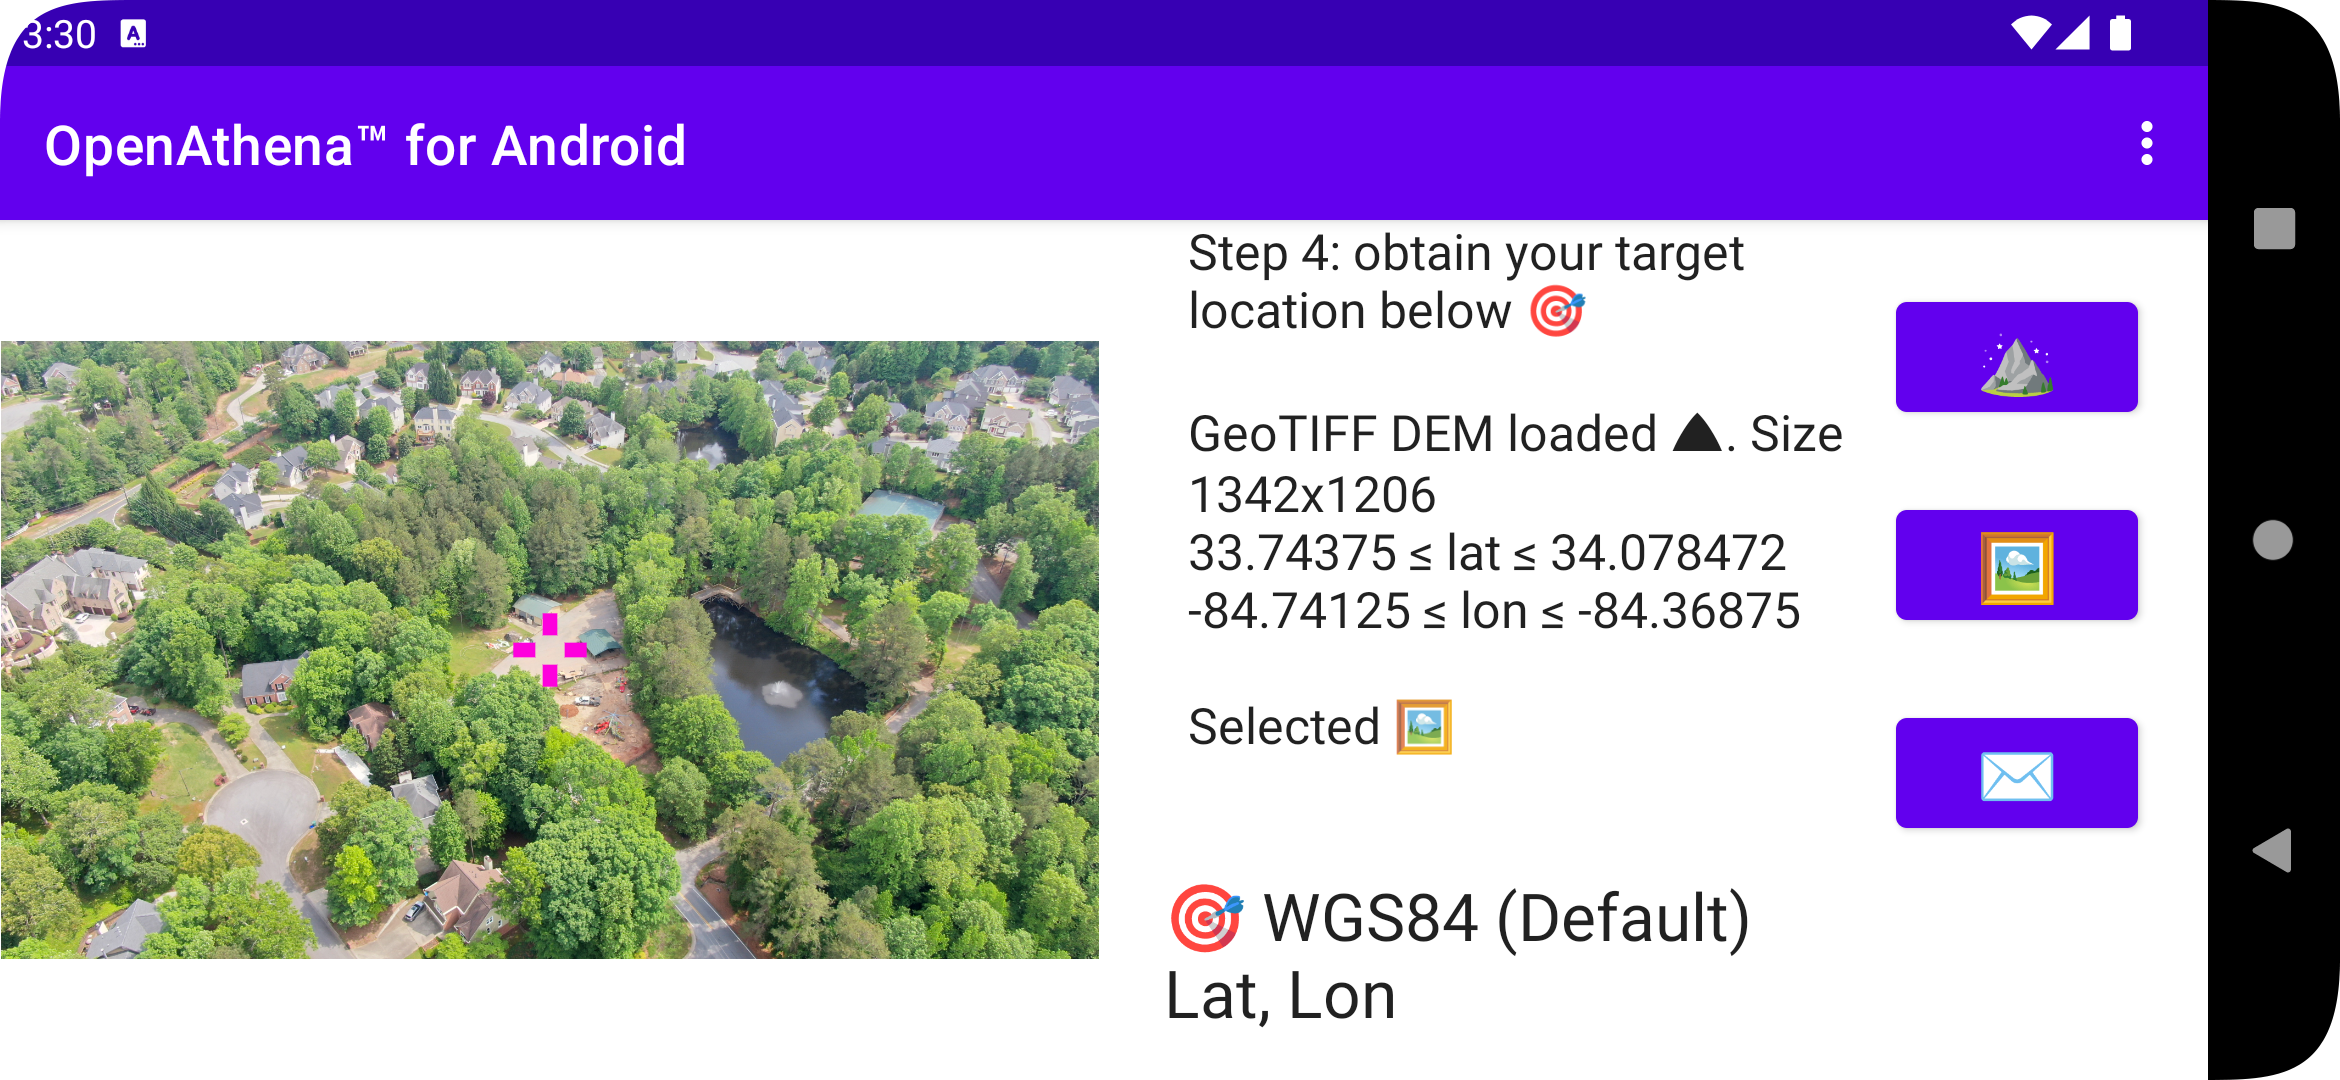 3:30
OpenAthena™ for Android
Step 4: obtain your target
location below 🎯
GeoTIFF DEM loaded ⛰. Size
1342x1206
33.74375 ≤ lat ≤ 34.078472
-84.74125 ≤ lon ≤ -84.36875
Selected 🖼️
🎯 WGS84 (Default)
Lat, Lon